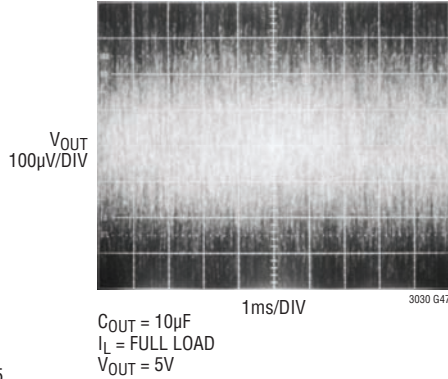 VOUT
100µV/DIV
1ms/DIV
3030 G47
COUT = 10µF
IL = FULL LOAD
VOUT = 5V